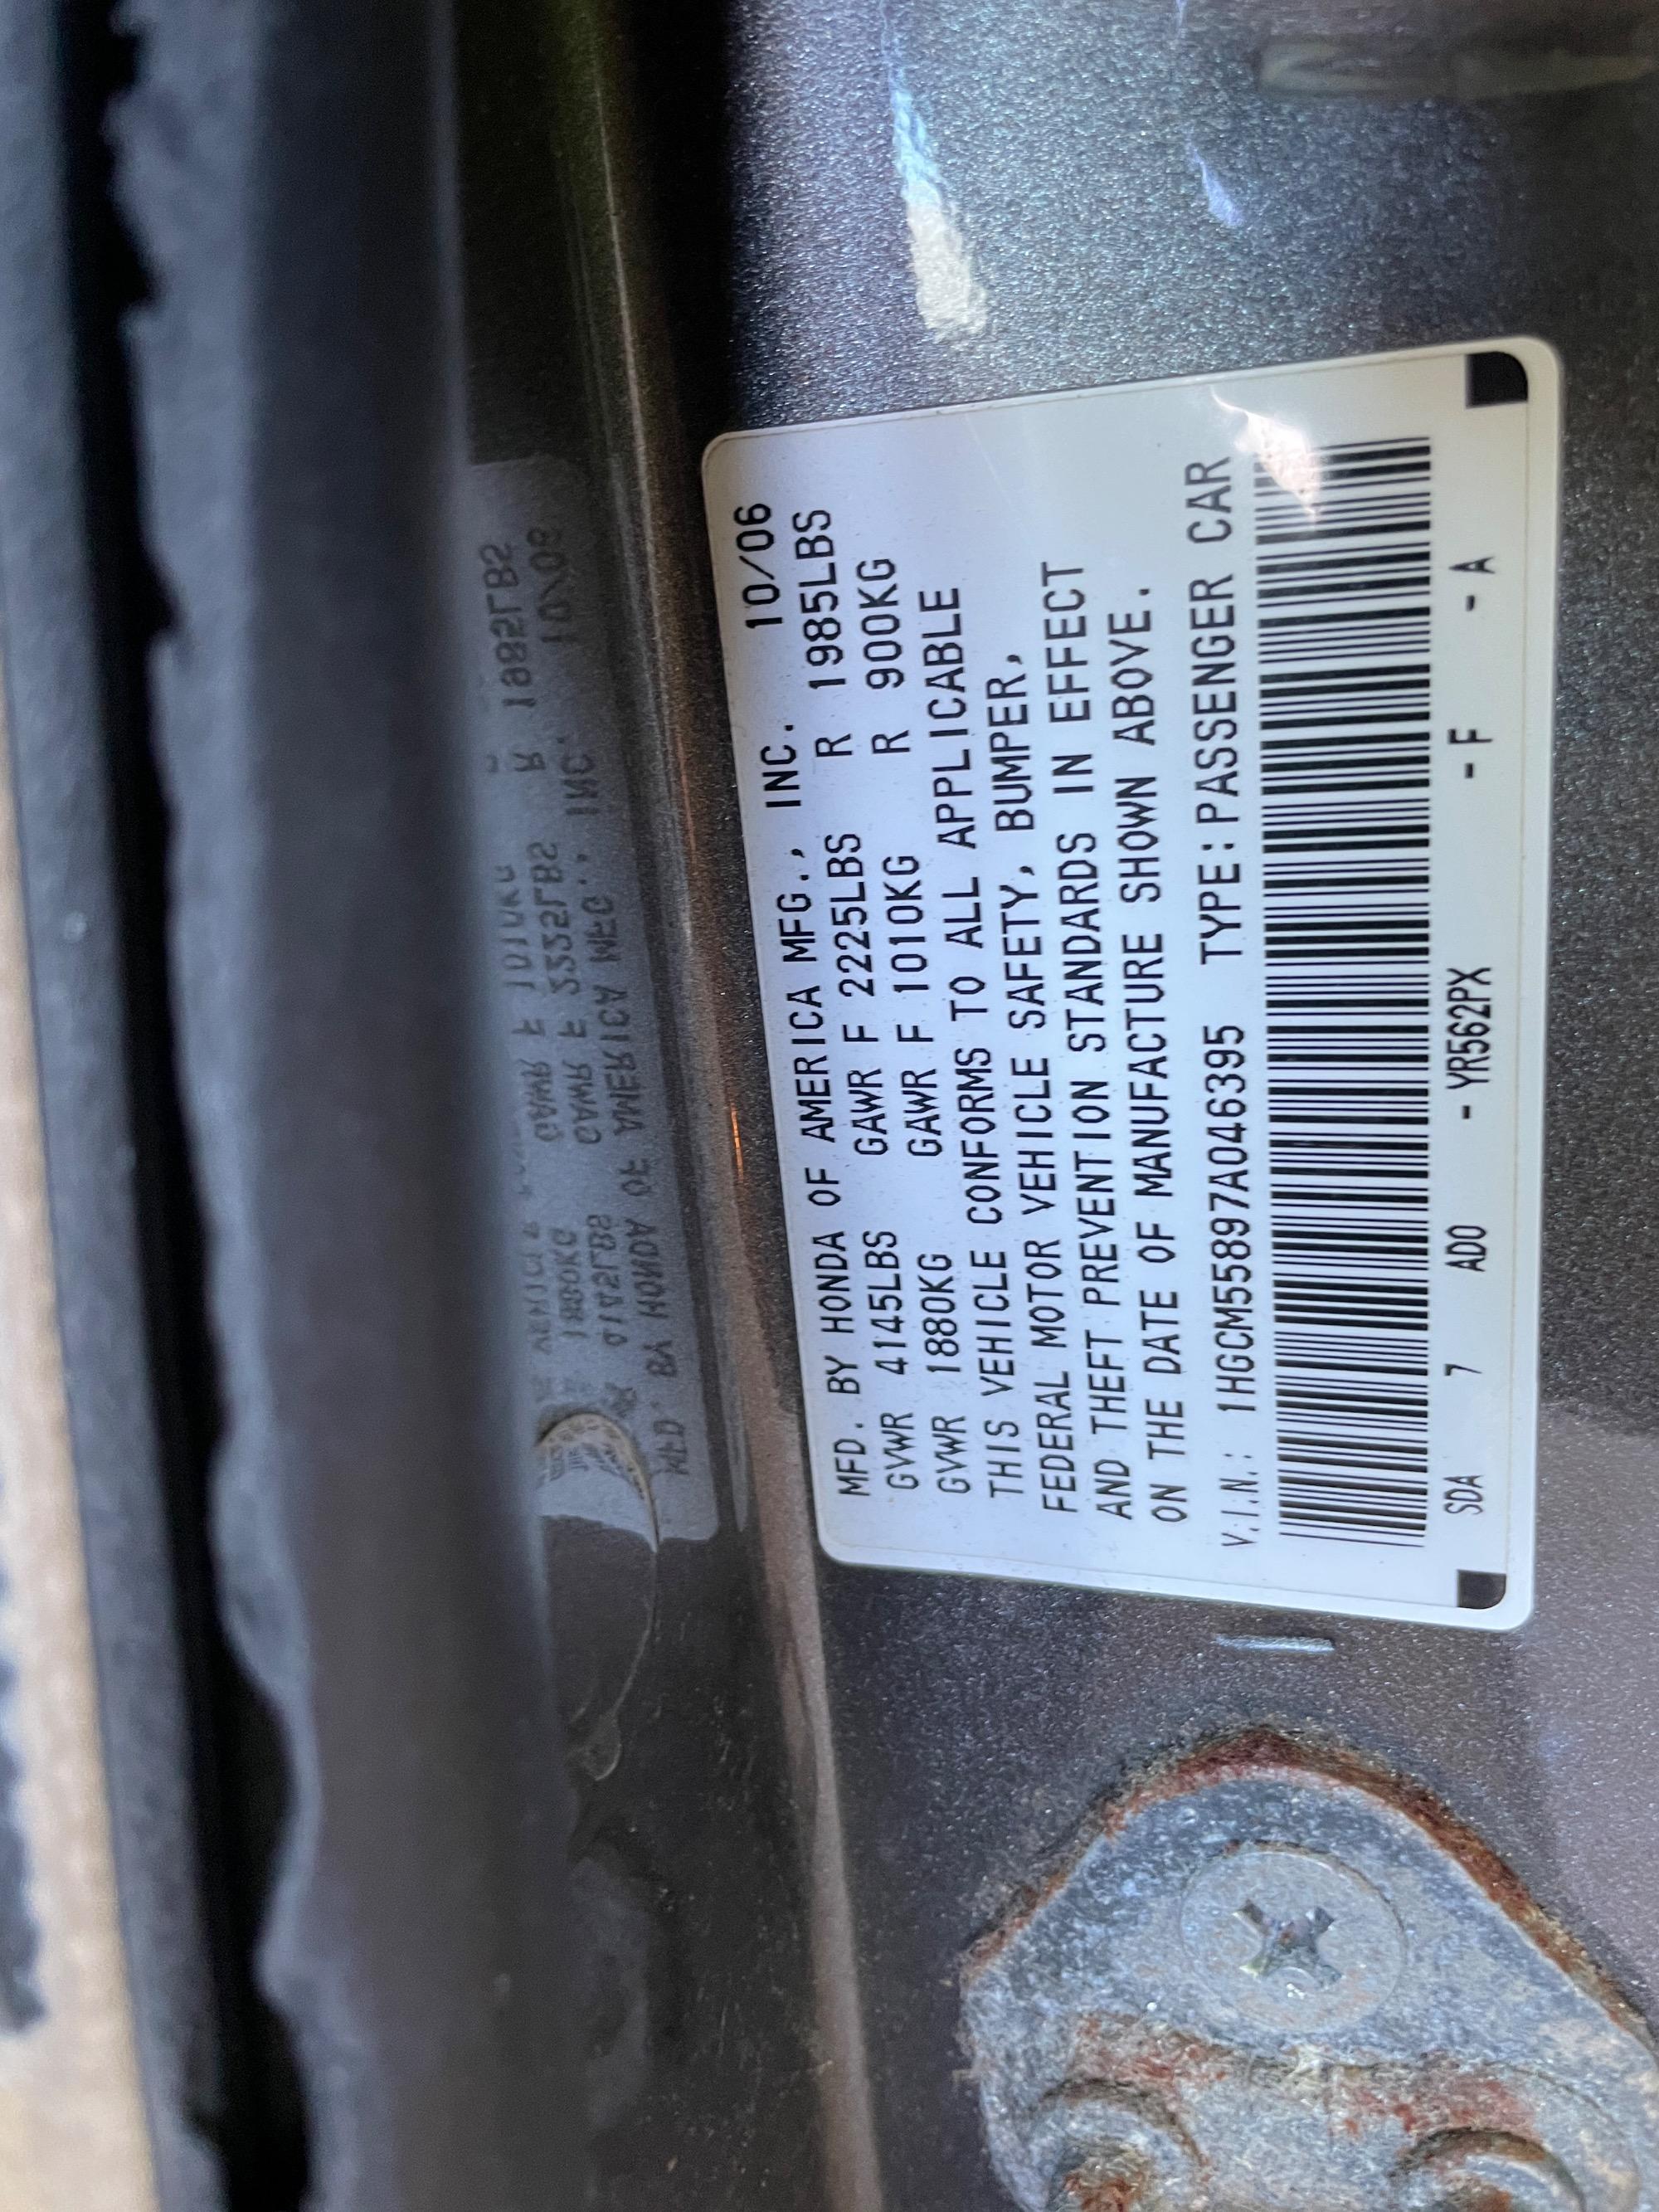 MFD. BY HONDA OF AMERICA MFG., INC. 10/06
GVWR 4145LBS GAWR F 2225LBS R 1985LBS
GVWR 1880KG GAWR F 1010KG R 900KG
THIS VEHICLE CONFORMS TO ALL APPLICABLE
FEDERAL MOTOR VEHICLE SAFETY, BUMPER,
AND THEFT PREVENTION STANDARDS IN EFFECT
ON THE DATE OF MANUFACTURE SHOWN ABOVE.
V.I.N.: 1HGCM55897A046395 TYPE:PASSENGER CAR
SDA 7 AD0 - YR562PX - F - A